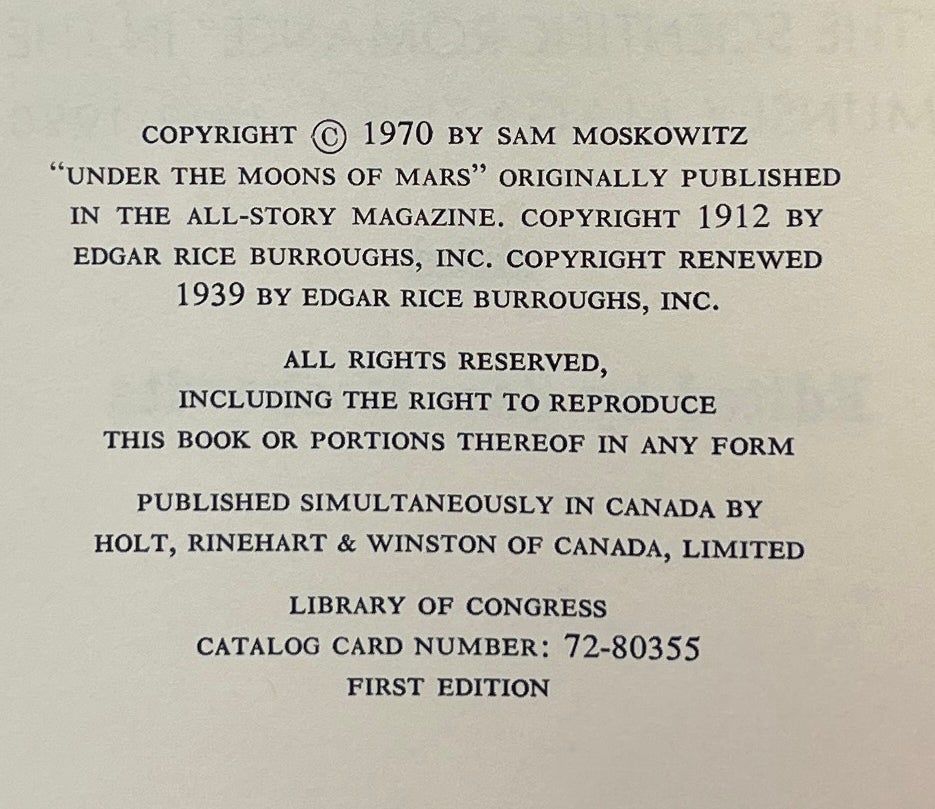 COPYRIGHT © 1970 BY SAM MOSKOWITZ
“UNDER THE MOONS OF MARS” ORIGINALLY PUBLISHED
IN THE ALL-STORY MAGAZINE. COPYRIGHT 1912 BY
EDGAR RICE BURROUGHS, INC. COPYRIGHT RENEWED
1939 BY EDGAR RICE BURROUGHS, INC.
ALL RIGHTS RESERVED,
INCLUDING THE RIGHT TO REPRODUCE
THIS BOOK OR PORTIONS THEREOF IN ANY FORM
PUBLISHED SIMULTANEOUSLY IN CANADA BY
HOLT, RINEHART & WINSTON OF CANADA, LIMITED
LIBRARY OF CONGRESS
CATALOG CARD NUMBER: 72-80355
FIRST EDITION